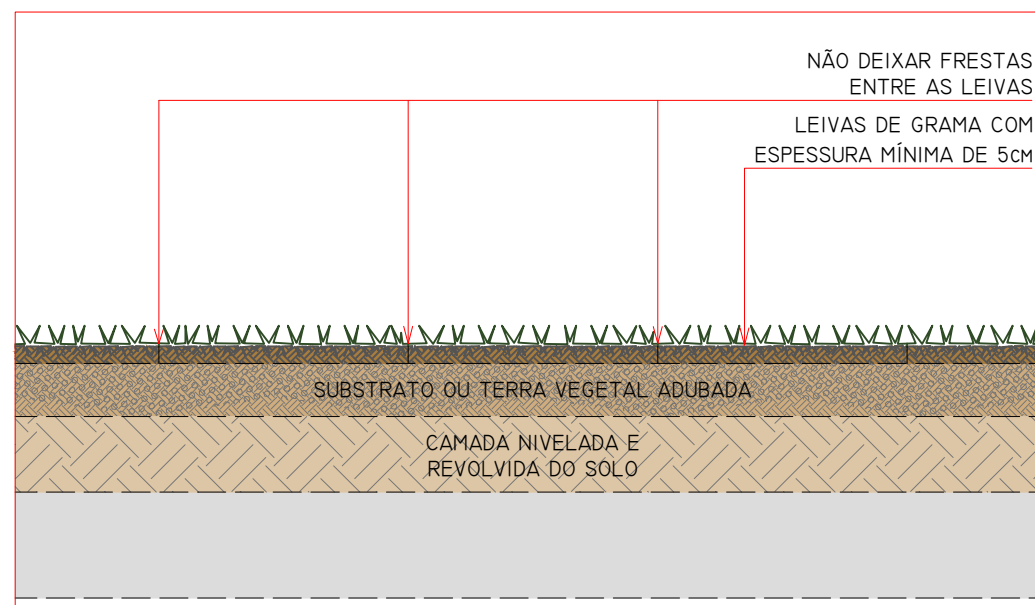 NÃO DEIXAR FRESTAS
ENTRE AS LEIVAS
LEIVAS DE GRAMA COM
ESPESSURA MÍNIMA DE 5CM
SUBSTRATO OU TERRA VEGETAL ADUBADA
CAMADA NIVELADA E
REVOLVIDA DO SOLO